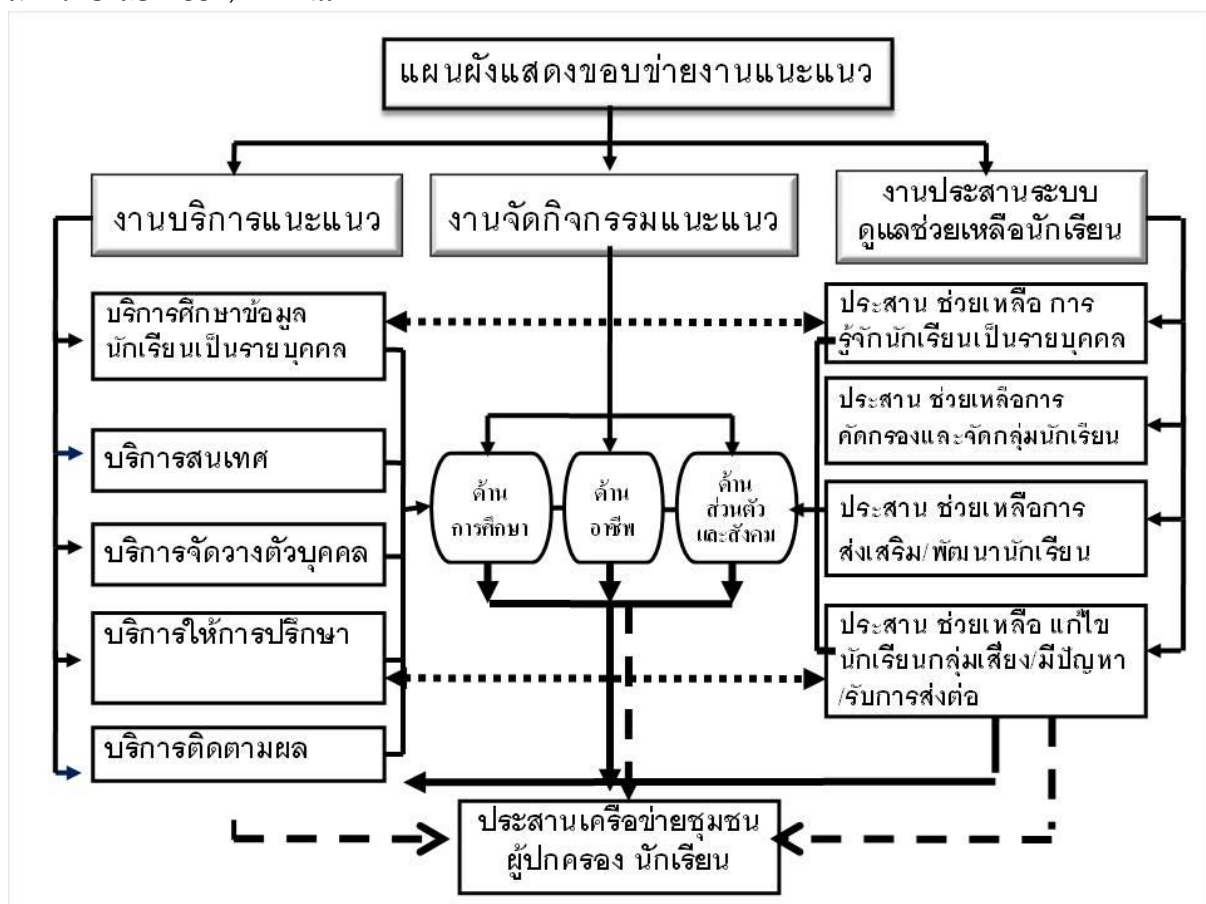 แผนผังแสดงขอบข่ายงานแนะแนว
งานบริการแนะแนว
งานจัดกิจกรรมแนะแนว
งานประสานระบบ
ดูแลช่วยเหลือนักเรียน
บริการศึกษาข้อมูล
นักเรียนเป็นรายบุคคล
บริการสนเทศ
บริการจัดวางตัวบุคคล
บริการให้การปรึกษา
บริการติดตามผล
ด้าน
การศึกษา
ด้าน
อาชีพ
ด้าน
ส่วนตัว
และสังคม
ประสาน ช่วยเหลือ การ
รู้จักนักเรียนเป็นรายบุคคล
ประสาน ช่วยเหลือการ
คัดกรองและจัดกลุ่มนักเรียน
ประสาน ช่วยเหลือการ
ส่งเสริม/พัฒนานักเรียน
ประสาน ช่วยเหลือ แก้ไข
นักเรียนกลุ่มเสี่ยง/มีปัญหา
/รับการส่งต่อ
ประสานเครือข่ายชุมชน
ผู้ปกครอง นักเรียน